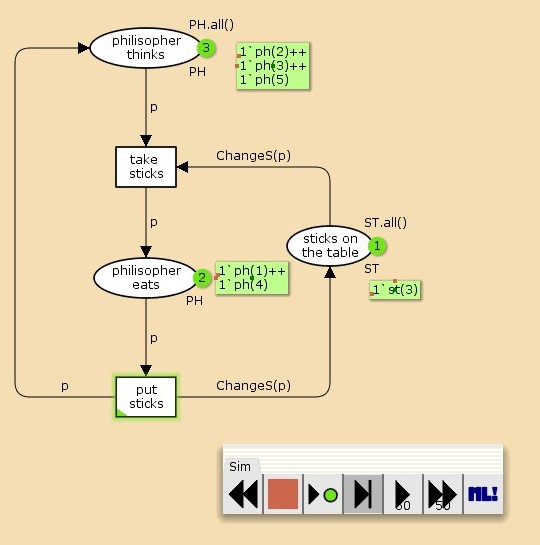 PH.all()
philisopher
thinks
3
PH
1`ph(2)++
1`ph(3)++
1`ph(5)
p
take
sticks
ChangeS(p)
p
ST.all()
sticks on
the table
1
ST
1`st(3)
philisopher
eats
2
PH
1`ph(1)++
1`ph(4)
p
p
put
sticks
ChangeS(p)
Sim
50
50
ML!